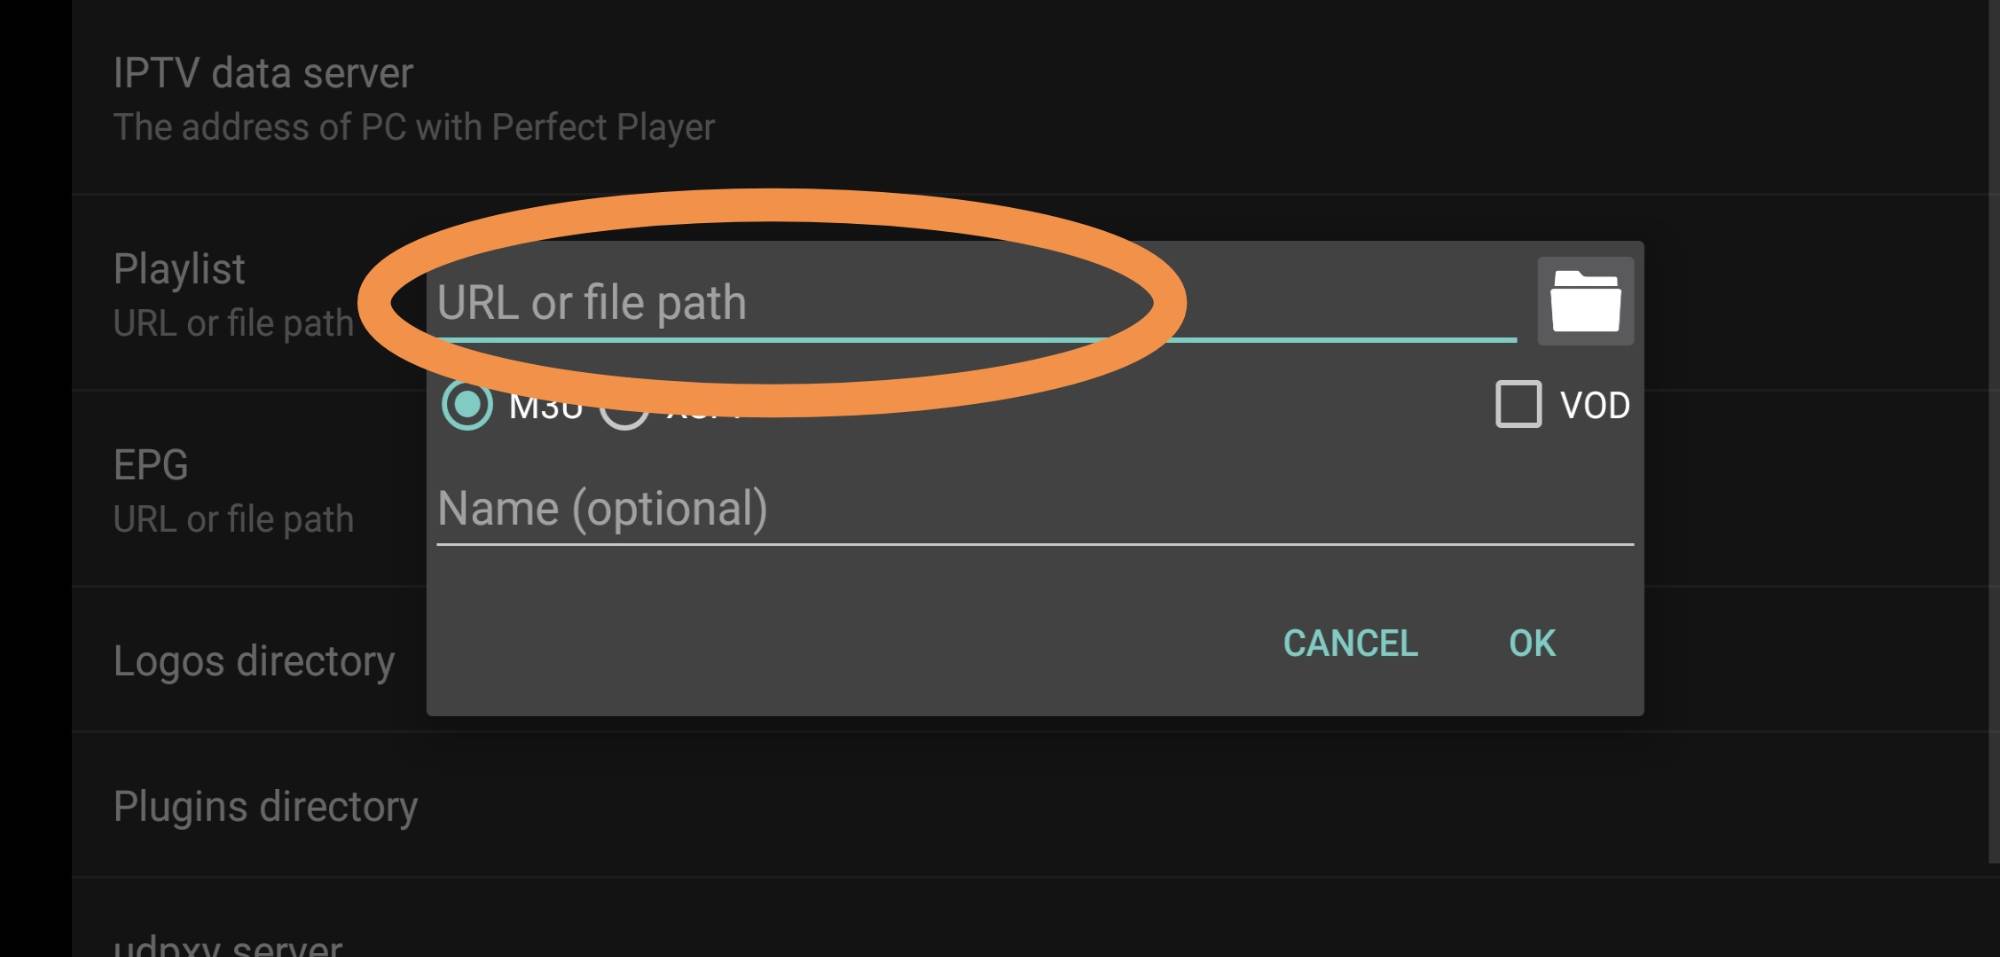 IPTV data server
The address of PC with Perfect Player
Playlist
URL or file path
EPG
URL or file path
Logos directory
Plugins directory
udpxy server
URL or file path
M3U
VOD
Name (optional)
CANCEL OK